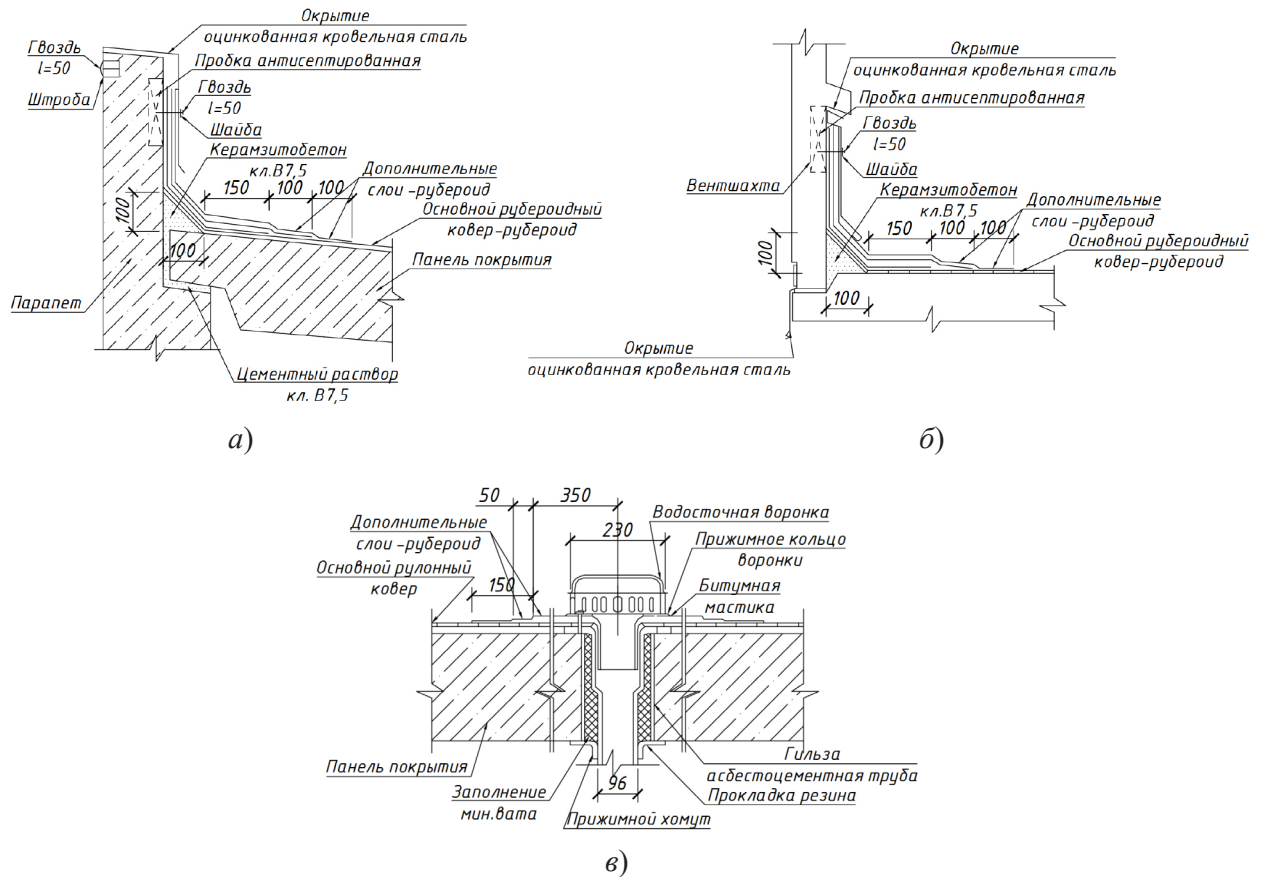 Окрытие
оцинкованная кровельная сталь
Гвоздь
l=50
Пробка антисептированная
Штроба
Гвоздь
l=50
Шайба
Керамзитобетон
кл.В7,5
150
100
100
Дополнительные
слои -рубероид
Основной рубероидный
ковер-рубероид
100
100
Панель покрытия
Парапет
Цементный раствор
кл. В7,5
а)
Окрытие
оцинкованная кровельная сталь
Пробка антисептированная
Гвоздь
l=50
Шайба
Вентшахта
Керамзитобетон
кл.В7,5
150
100
100
Дополнительные
слои -рубероид
Основной рубероидный
ковер-рубероид
100
100
Окрытие
оцинкованная кровельная сталь
б)
50
350
Водосточная воронка
Дополнительные
слои -рубероид
230
Прижимное кольцо
воронки
Основной рулонный
ковер
150
Битумная
мастика
Панель покрытия
Гильза
асбестоцементная труба
Заполнение
мин.вата
96
Прокладка резина
Прижимной хомут
в)